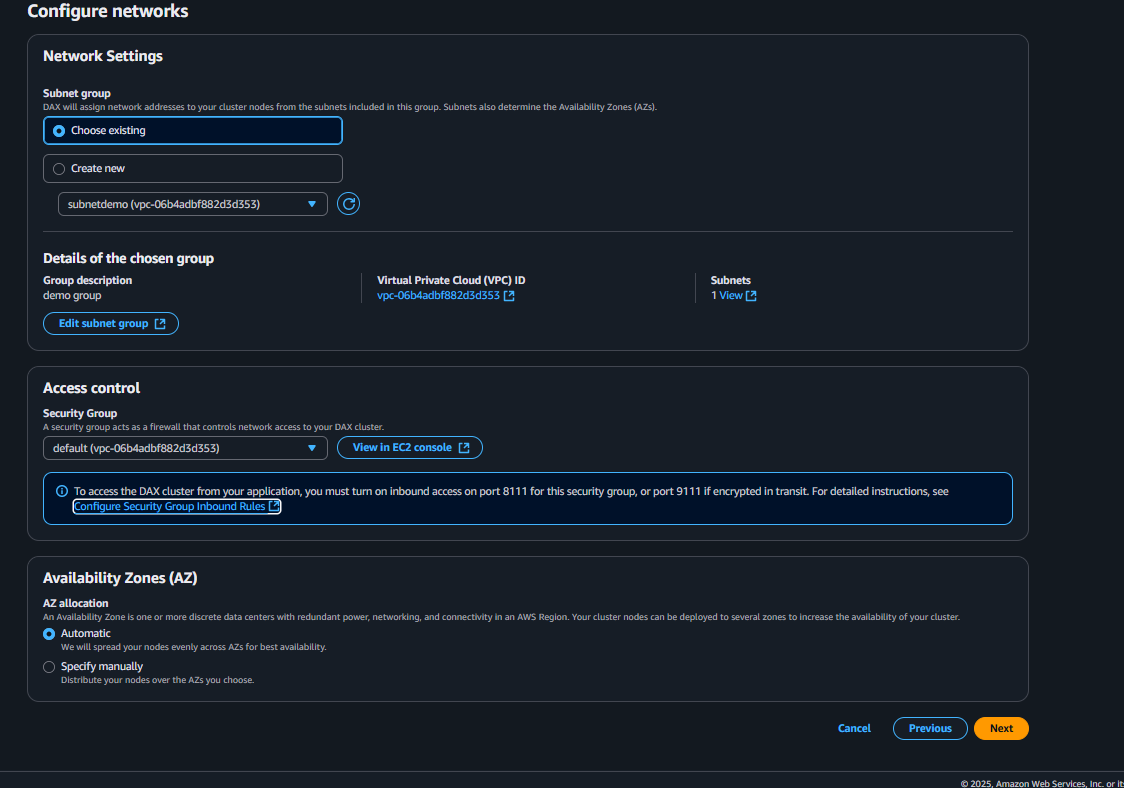 Configure networks
Network Settings
Subnet group
DAX will assign network addresses to your cluster nodes from the subnets included in this group. Subnets also determine the Availability Zones (AZs).
Choose existing
Create new
subnetdemo (vpc-06b4adbf882d3d353)
Details of the chosen group
Group description
demo group
Virtual Private Cloud (VPC) ID
vpc-06b4adbf882d3d353
Subnets
1 View
Edit subnet group
Access control
Security Group
A security group acts as a firewall that controls network access to your DAX cluster.
default (vpc-06b4adbf882d3d353)
View in EC2 console
To access the DAX cluster from your application, you must turn on inbound access on port 8111 for this security group, or port 9111 if encrypted in transit. For detailed instructions, see
Configure Security Group Inbound Rules
Availability Zones (AZ)
AZ allocation
An Availability Zone is one or more discrete data centers with redundant power, networking, and connectivity in an AWS Region. Your cluster nodes can be deployed to several zones to increase the availability of your cluster.
Automatic
We will spread your nodes evenly across AZs for best availability.
Specify manually
Distribute your nodes over the AZs you choose.
Cancel
Previous
Next
© 2025, Amazon Web Services, Inc. or